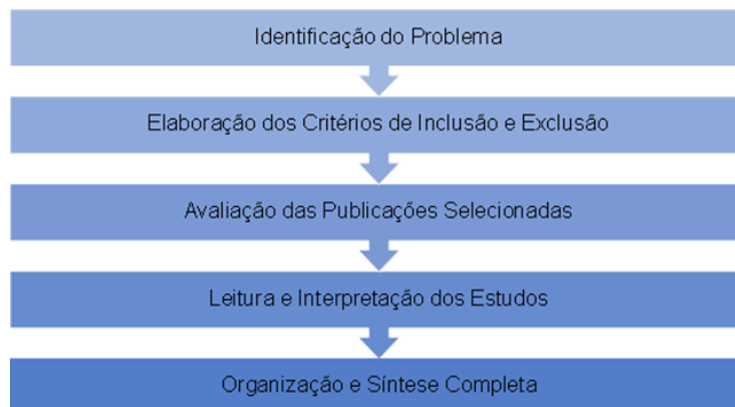 Identificação do Problema
Elaboração dos Critérios de Inclusão e Exclusão
Avaliação das Publicações Selecionadas
Leitura e Interpretação dos Estudos
Organização e Síntese Completa